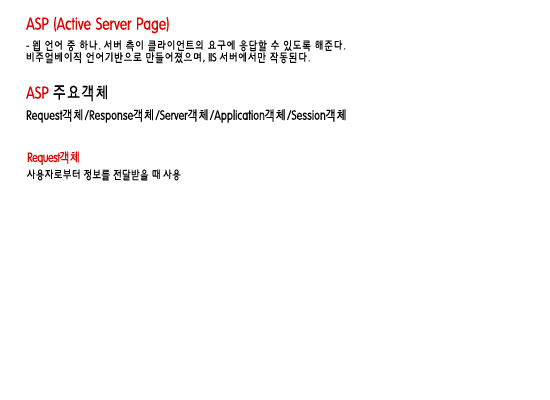 ASP (Active Server Page)
- 웹 언어 중 하나. 서버 측이 클라이언트의 요구에 응답할 수 있도록 해준다.
비주얼베이직 언어기반으로 만들어졌으며, IIS 서버에서만 작동된다.
ASP 주요객체
Request객체/Response객체/Server객체/Application객체/Session객체
Request객체
사용자로부터 정보를 전달받을 때 사용